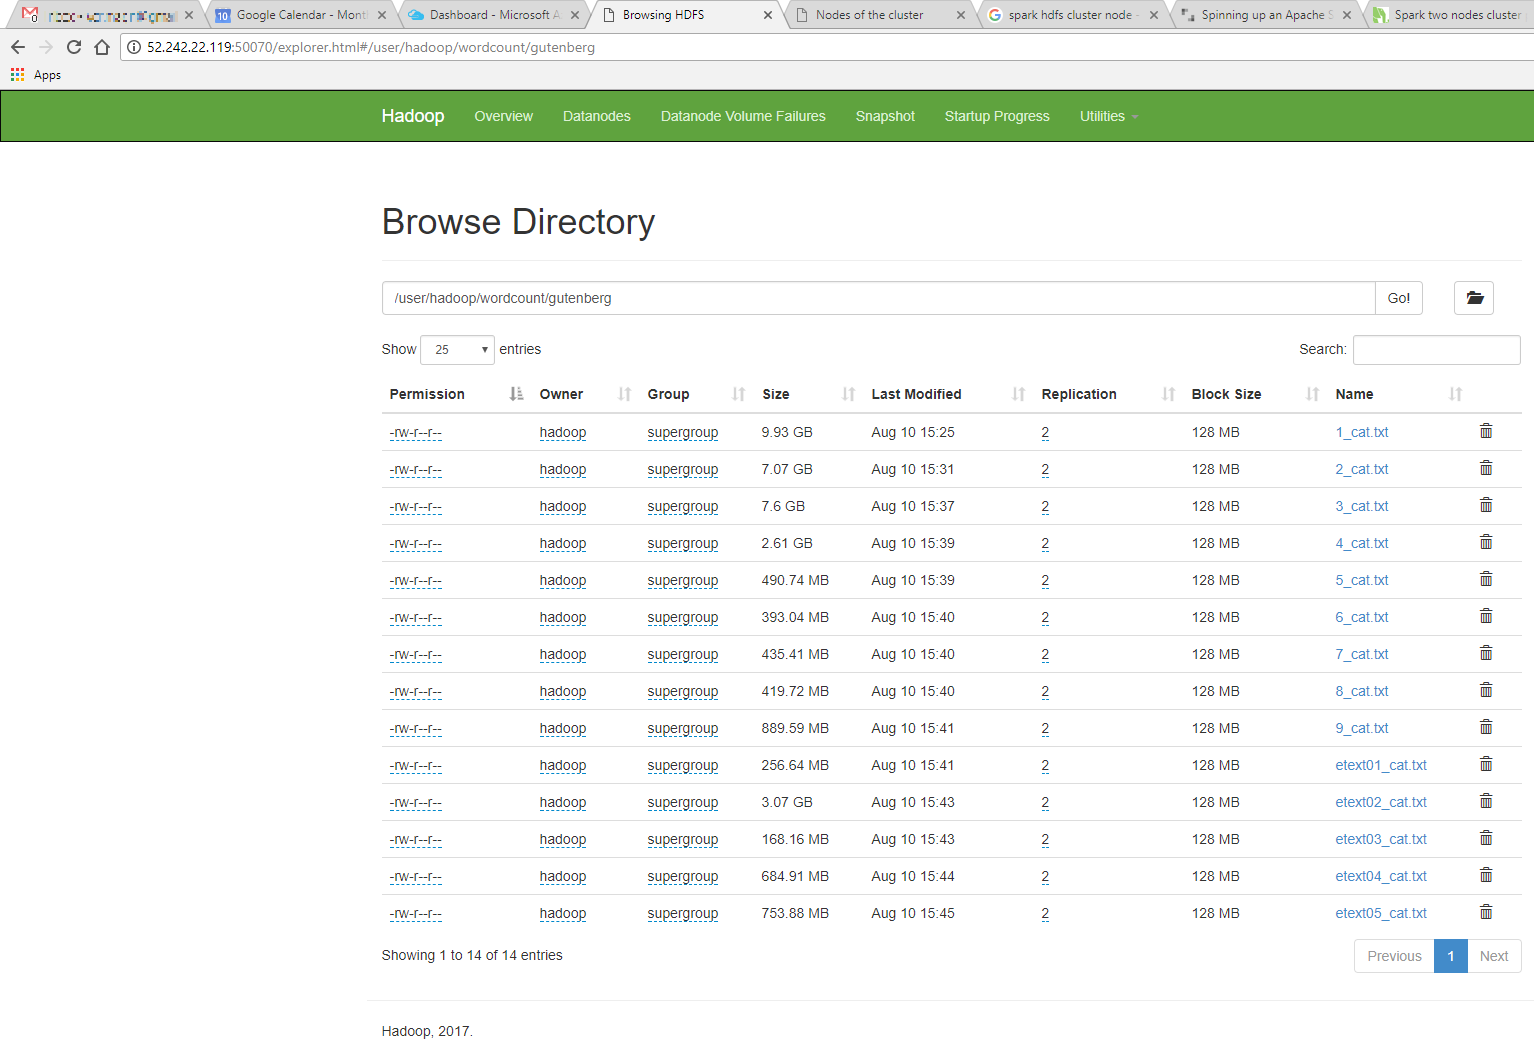 0
10 Google Calendar - Mont
Dashboard - Microsoft A
Browsing HDFS
Nodes of the cluster
spark hdfs cluster node -
Spinning up an Apache S
Spark two nodes cluster
52.242.22.119:50070/explorer.html#/user/hadoop/wordcount/gutenberg
Apps
Hadoop Overview Datanodes Datanode Volume Failures Snapshot Startup Progress Utilities
Browse Directory
/user/hadoop/wordcount/gutenberg Go!
Show 25 entries Search:
Permission Owner Group Size Last Modified Replication Block Size Name
-rw-r--r-- hadoop supergroup 9.93 GB Aug 10 15:25 2 128 MB 1_cat.txt
-rw-r--r-- hadoop supergroup 7.07 GB Aug 10 15:31 2 128 MB 2_cat.txt
-rw-r--r-- hadoop supergroup 7.6 GB Aug 10 15:37 2 128 MB 3_cat.txt
-rw-r--r-- hadoop supergroup 2.61 GB Aug 10 15:39 2 128 MB 4_cat.txt
-rw-r--r-- hadoop supergroup 490.74 MB Aug 10 15:39 2 128 MB 5_cat.txt
-rw-r--r-- hadoop supergroup 393.04 MB Aug 10 15:40 2 128 MB 6_cat.txt
-rw-r--r-- hadoop supergroup 435.41 MB Aug 10 15:40 2 128 MB 7_cat.txt
-rw-r--r-- hadoop supergroup 419.72 MB Aug 10 15:40 2 128 MB 8_cat.txt
-rw-r--r-- hadoop supergroup 889.59 MB Aug 10 15:41 2 128 MB 9_cat.txt
-rw-r--r-- hadoop supergroup 256.64 MB Aug 10 15:41 2 128 MB etext01_cat.txt
-rw-r--r-- hadoop supergroup 3.07 GB Aug 10 15:43 2 128 MB etext02_cat.txt
-rw-r--r-- hadoop supergroup 168.16 MB Aug 10 15:43 2 128 MB etext03_cat.txt
-rw-r--r-- hadoop supergroup 684.91 MB Aug 10 15:44 2 128 MB etext04_cat.txt
-rw-r--r-- hadoop supergroup 753.88 MB Aug 10 15:45 2 128 MB etext05_cat.txt
Showing 1 to 14 of 14 entries Previous 1 Next
Hadoop, 2017.